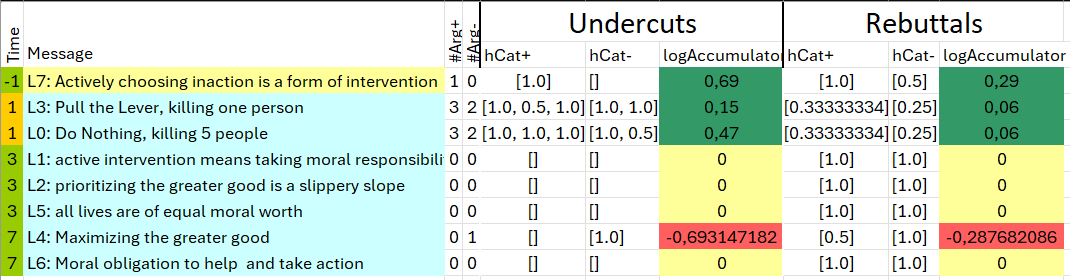 Undercuts Rebuttals
Time Message #Arg+ #Arg- hCat+ hCat- logAccumulator hCat+ hCat- logAccumulator
-1 L7: Actively choosing inaction is a form of intervention 1 0 [1.0] [] 0,69 [1.0] [0.5] 0,29
1 L3: Pull the Lever, killing one person 3 2 [1.0, 0.5, 1.0] [1.0, 1.0] 0,15 [0.33333334] [0.25] 0,06
1 L0: Do Nothing, killing 5 people 3 2 [1.0, 1.0, 1.0] [1.0, 0.5] 0,47 [0.33333334] [0.25] 0,06
3 L1: active intervention means taking moral responsibili 0 0 [] [] 0 [1.0] [1.0] 0
3 L2: prioritizing the greater good is a slippery slope 0 0 [] [] 0 [1.0] [1.0] 0
3 L5: all lives are of equal moral worth 0 0 [] [] 0 [1.0] [1.0] 0
7 L4: Maximizing the greater good 0 1 [] [1.0] -0,693147182 [0.5] [1.0] -0,287682086
7 L6: Moral obligation to help and take action 0 0 [] [] 0 [1.0] [1.0] 0